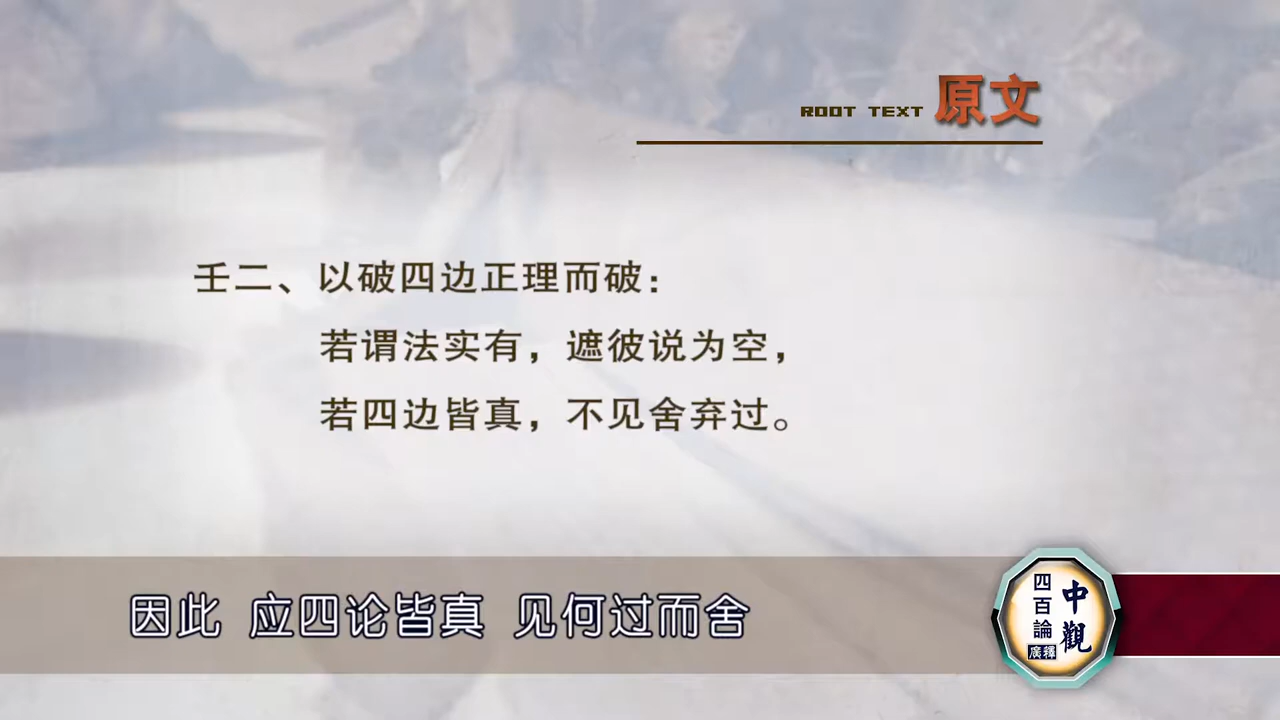 ROOT TEXT 原文
壬二、以破四边正理而破：
若谓法实有，遮彼说为空，
若四边皆真，不见舍弃过。
因此 应四论皆真 见何过而舍
中觀
四百論
廣釋